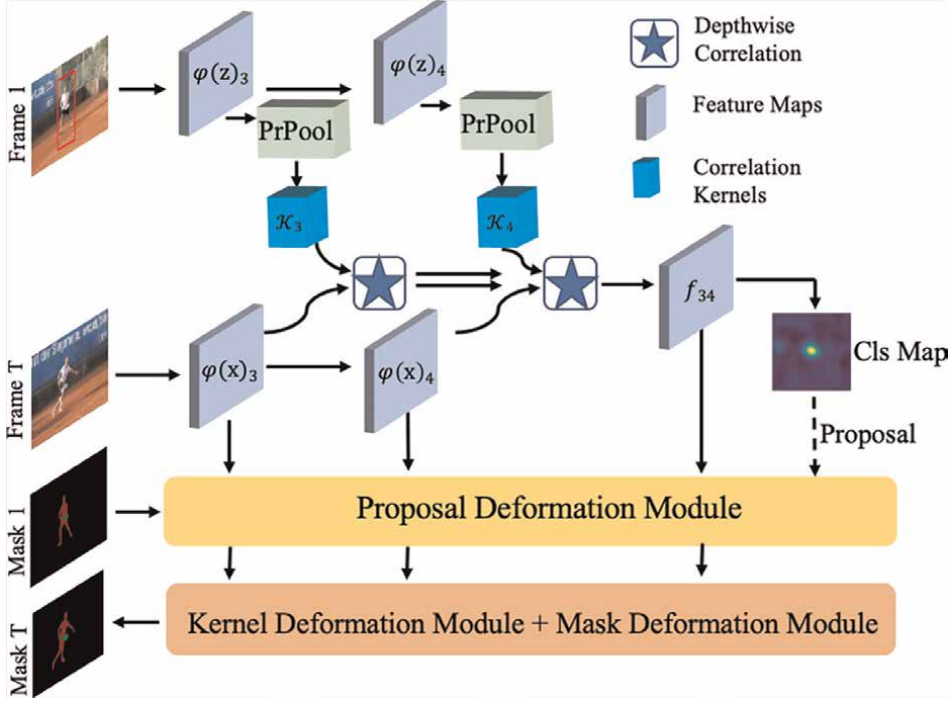 Frame 1
φ(z)₃
φ(z)₄
PrPool
PrPool
𝒦₃
𝒦₄
Depthwise
Correlation
Feature Maps
Correlation
Kernels
Frame T
φ(x)₃
φ(x)₄
f₃₄
Cls Map
Proposal
Mask 1
Proposal Deformation Module
Mask T
Kernel Deformation Module + Mask Deformation Module